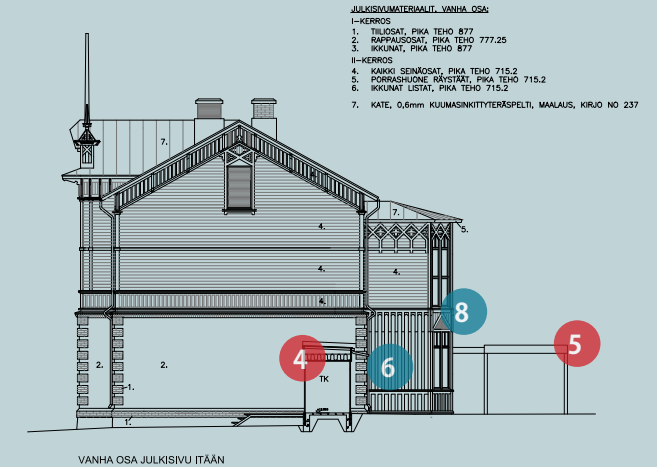 JULKISIVUMATERIAALIT, VANHA OSA:
I-KERROS
1. TIILIOSAT, PIKA TEHO 877
2. RAPPAUSOSAT, PIKA TEHO 777.25
3. IKKUNAT, PIKA TEHO 877
II-KERROS
4. KAIKKI SEINÄOSAT, PIKA TEHO 715.2
5. PORRASHUONE RÄYSTÄÄT, PIKA TEHO 715.2
6. IKKUNAT LISTAT, PIKA TEHO 715.2
7. KATE, 0,6mm KUUMASINKITTYTERÄSPELTI, MAALAUS, KIRJO NO 237
7.
7.
4.
5.
4.
4.
4.
8
4
5
6
2.
2.
TK
1.
1.
VANHA OSA JULKISIVU ITÄÄN